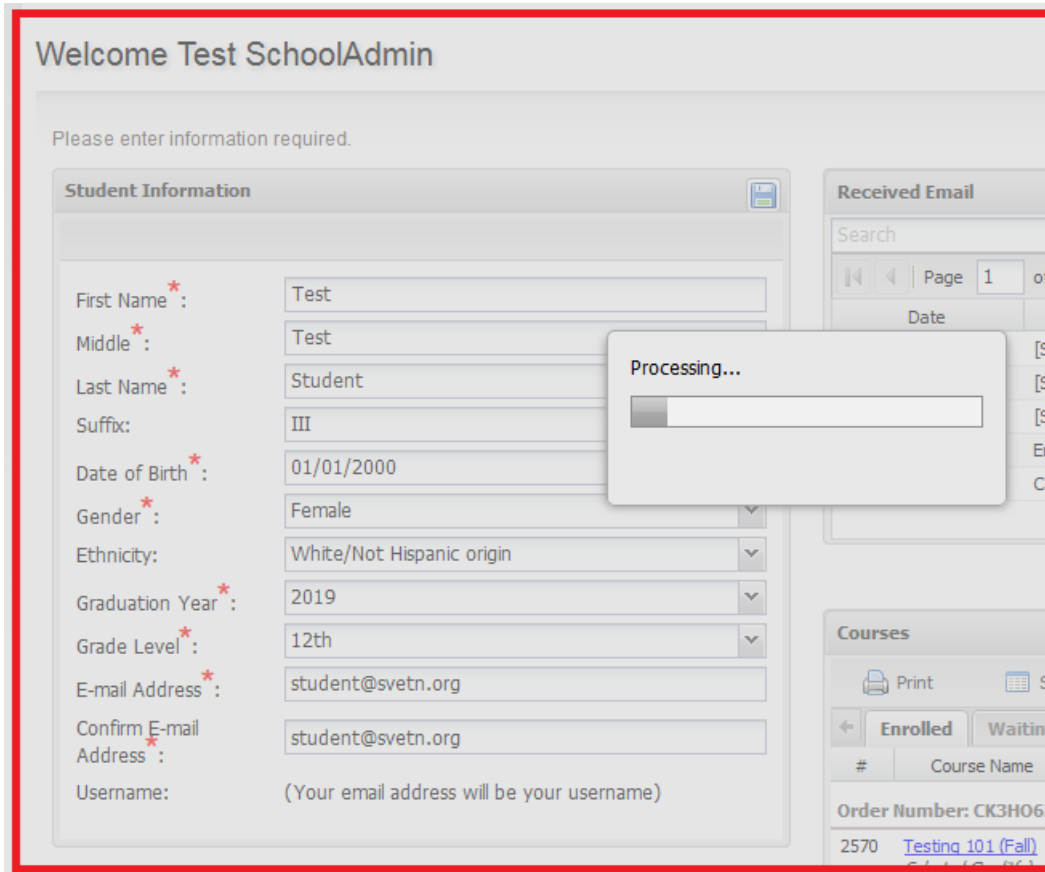 Welcome Test SchoolAdmin
Please enter information required.
Student Information
First Name*: Test
Middle*: Test
Last Name*: Student
Suffix: III
Date of Birth*: 01/01/2000
Gender*: Female
Ethnicity: White/Not Hispanic origin
Graduation Year*: 2019
Grade Level*: 12th
E-mail Address*: student@svetn.org
Confirm E-mail
Address*: student@svetn.org
Username: (Your email address will be your username)
Processing...
Received Email
Search
Page 1
Date
Courses
Print
Enrolled
# Course Name
Order Number: CK3HO6
2570 Testing 101 (Fall)